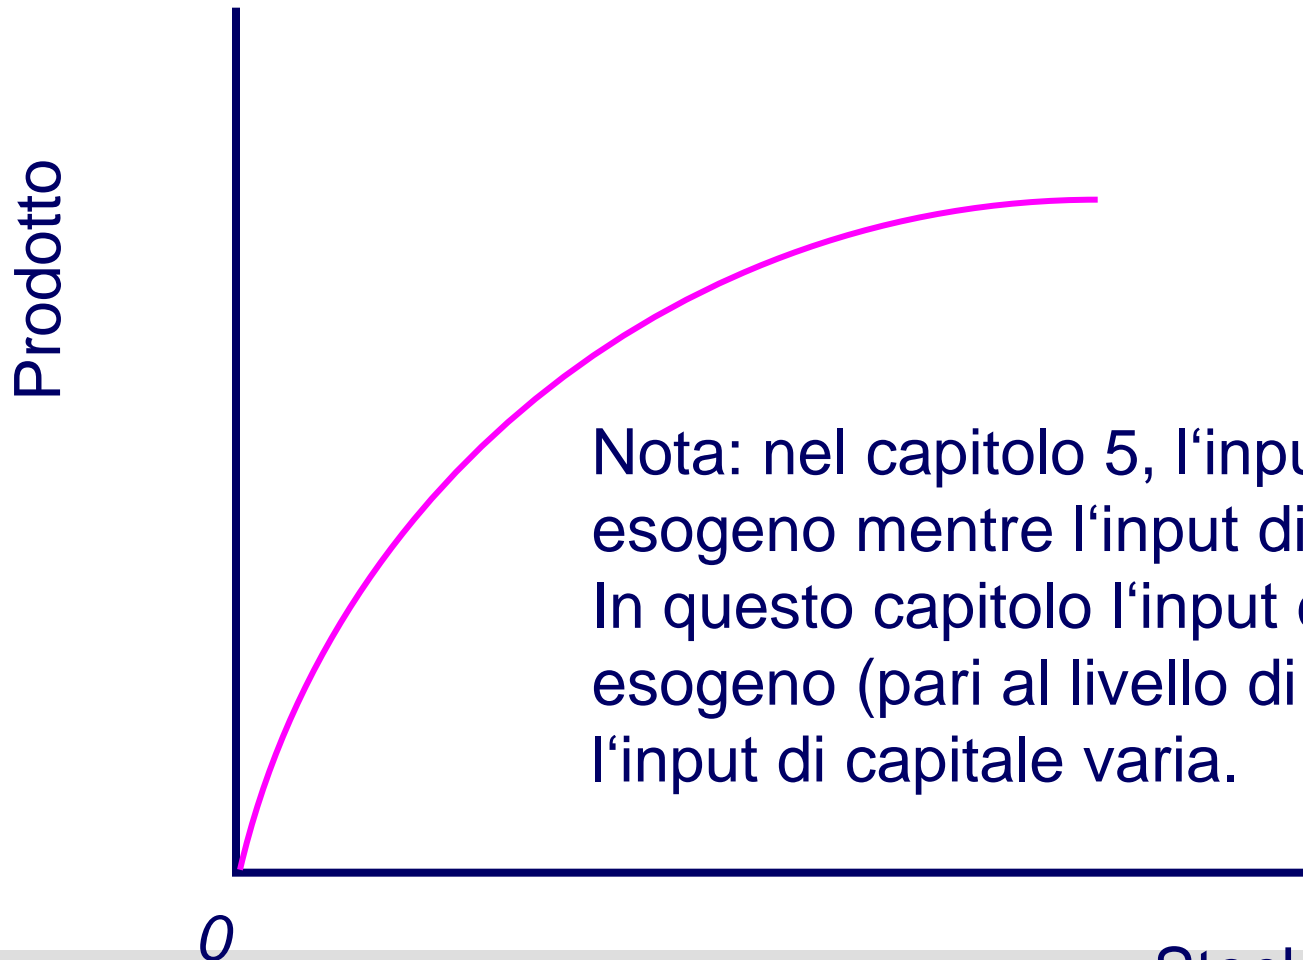 Prodotto
Nota: nel capitolo 5, l‘inpu
esogeno mentre l‘input di
In questo capitolo l‘input
esogeno (pari al livello di
l‘input di capitale varia.
0